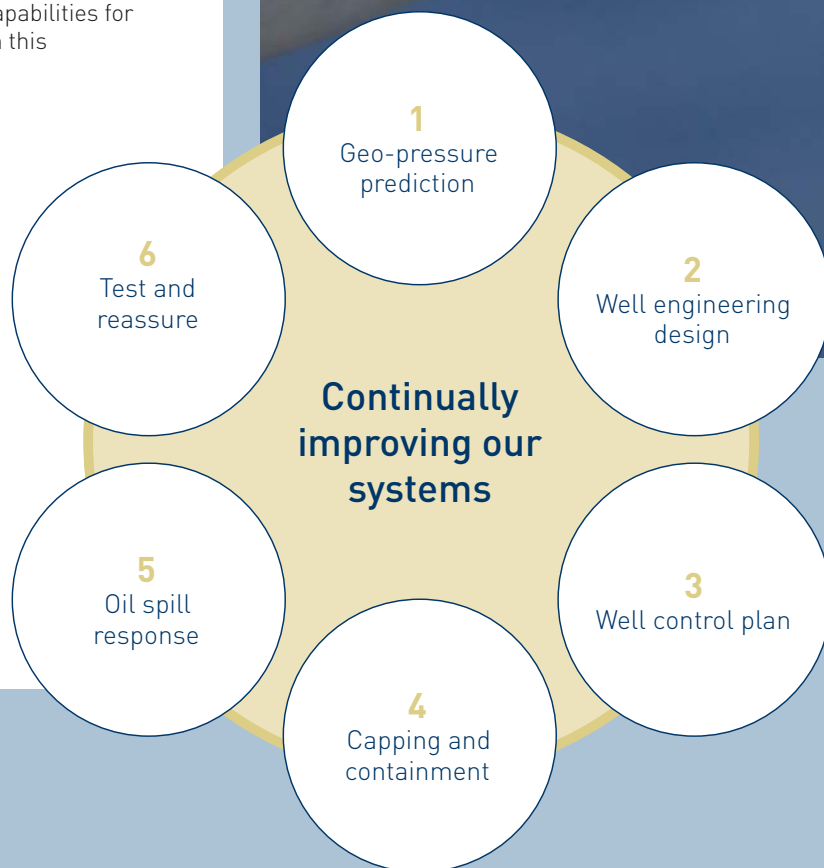 capabilities for
this
1
Geo-pressure
prediction
2
Well engineering
design
3
Well control plan
4
Capping and
containment
5
Oil spill
response
6
Test and
reassure
Continually
improving our
systems